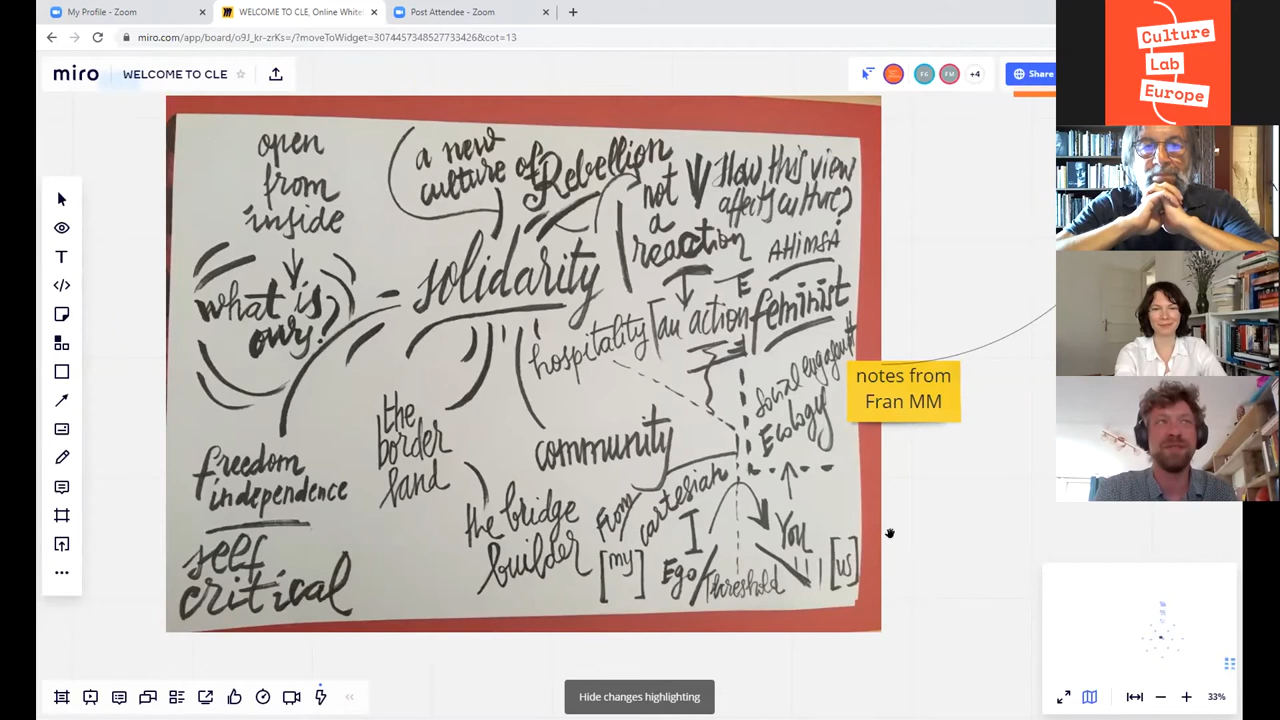 My Profile - Zoom
WELCOME TO CLE, Online White
Post Attendee - Zoom
miro.com/app/board/o9J_kr-zrKs=/?moveToWidget=3074457348527733426&cot=13
miro
WELCOME TO CLE
+4
Share
Culture
Lab
Europe
open
from
inside
what is
ours?
freedom
independence
self
critical
a new
culture of Rebellion
solidarity
not
a
reaction
How this view
affects culture?
AHIMSA
feminist
hospitality
[an action
social engagement
Ecology
the
border
land
community
the bridge
builder
From
cartesian
[my]
I
Ego/
Threshold
You
[us]
notes from
Fran MM
Hide changes highlighting
33%